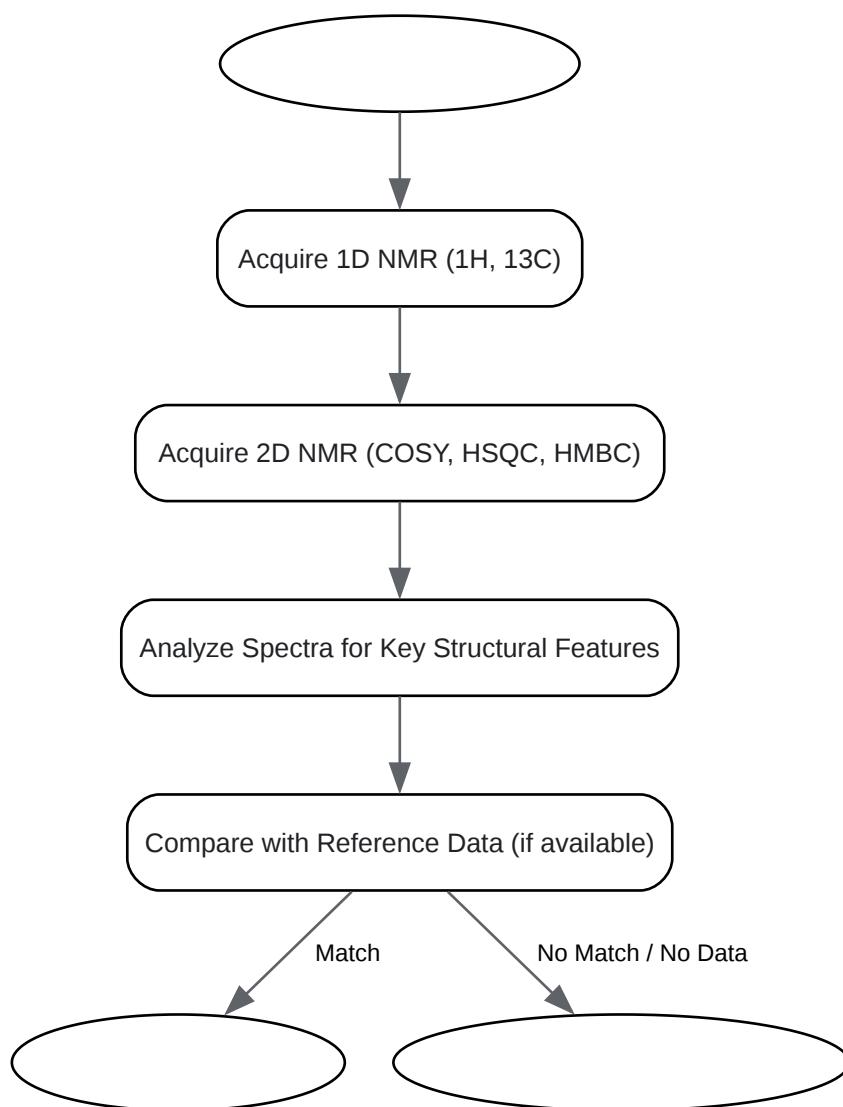 Acquire 1D NMR (1H, 13C)
Acquire 2D NMR (COSY, HSQC, HMBC)
Analyze Spectra for Key Structural Features
Compare with Reference Data (if available)
Match
No Match / No Data